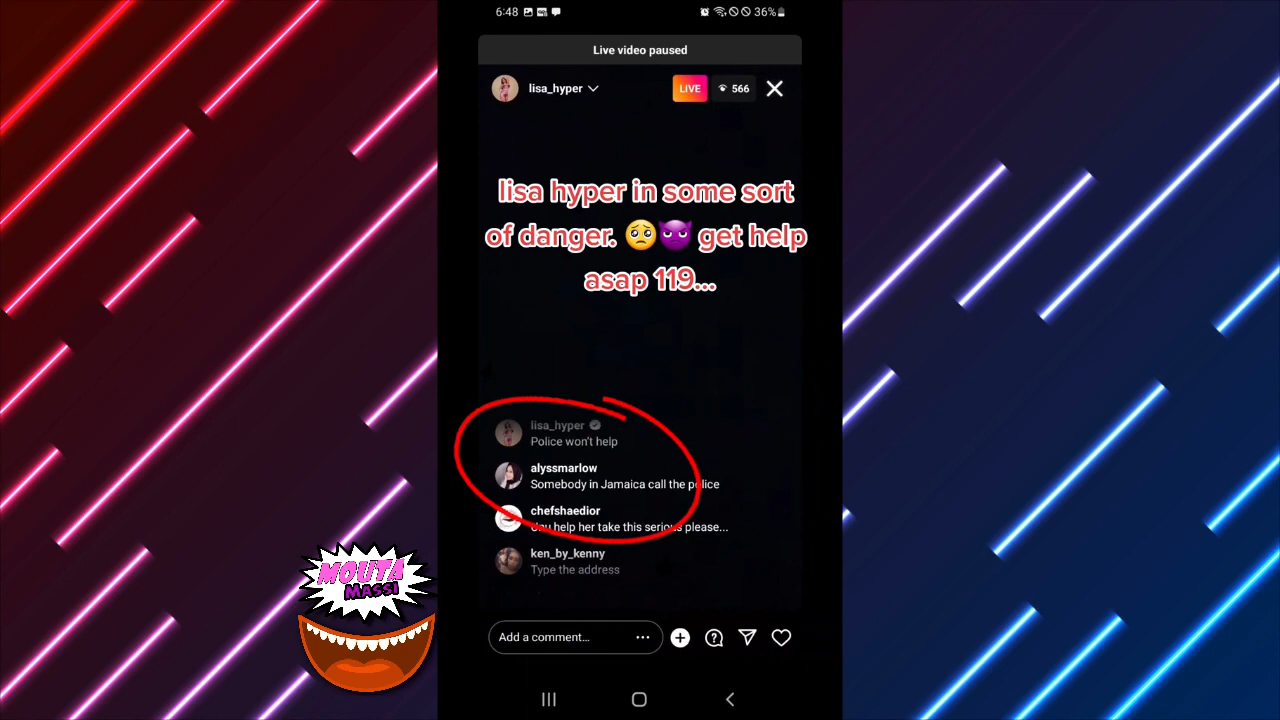 6:48
36%
Live video paused
lisa_hyper
LIVE
566
lisa hyper in some sort
of danger. 🥺😈 get help
asap 119...
lisa_hyper
Police won't help
alyssmarlow
Somebody in Jamaica call the police
chefshaedior
help her take this serious please...
ken_by_kenny
Type the address
Add a comment...
MOUTA
MASSI